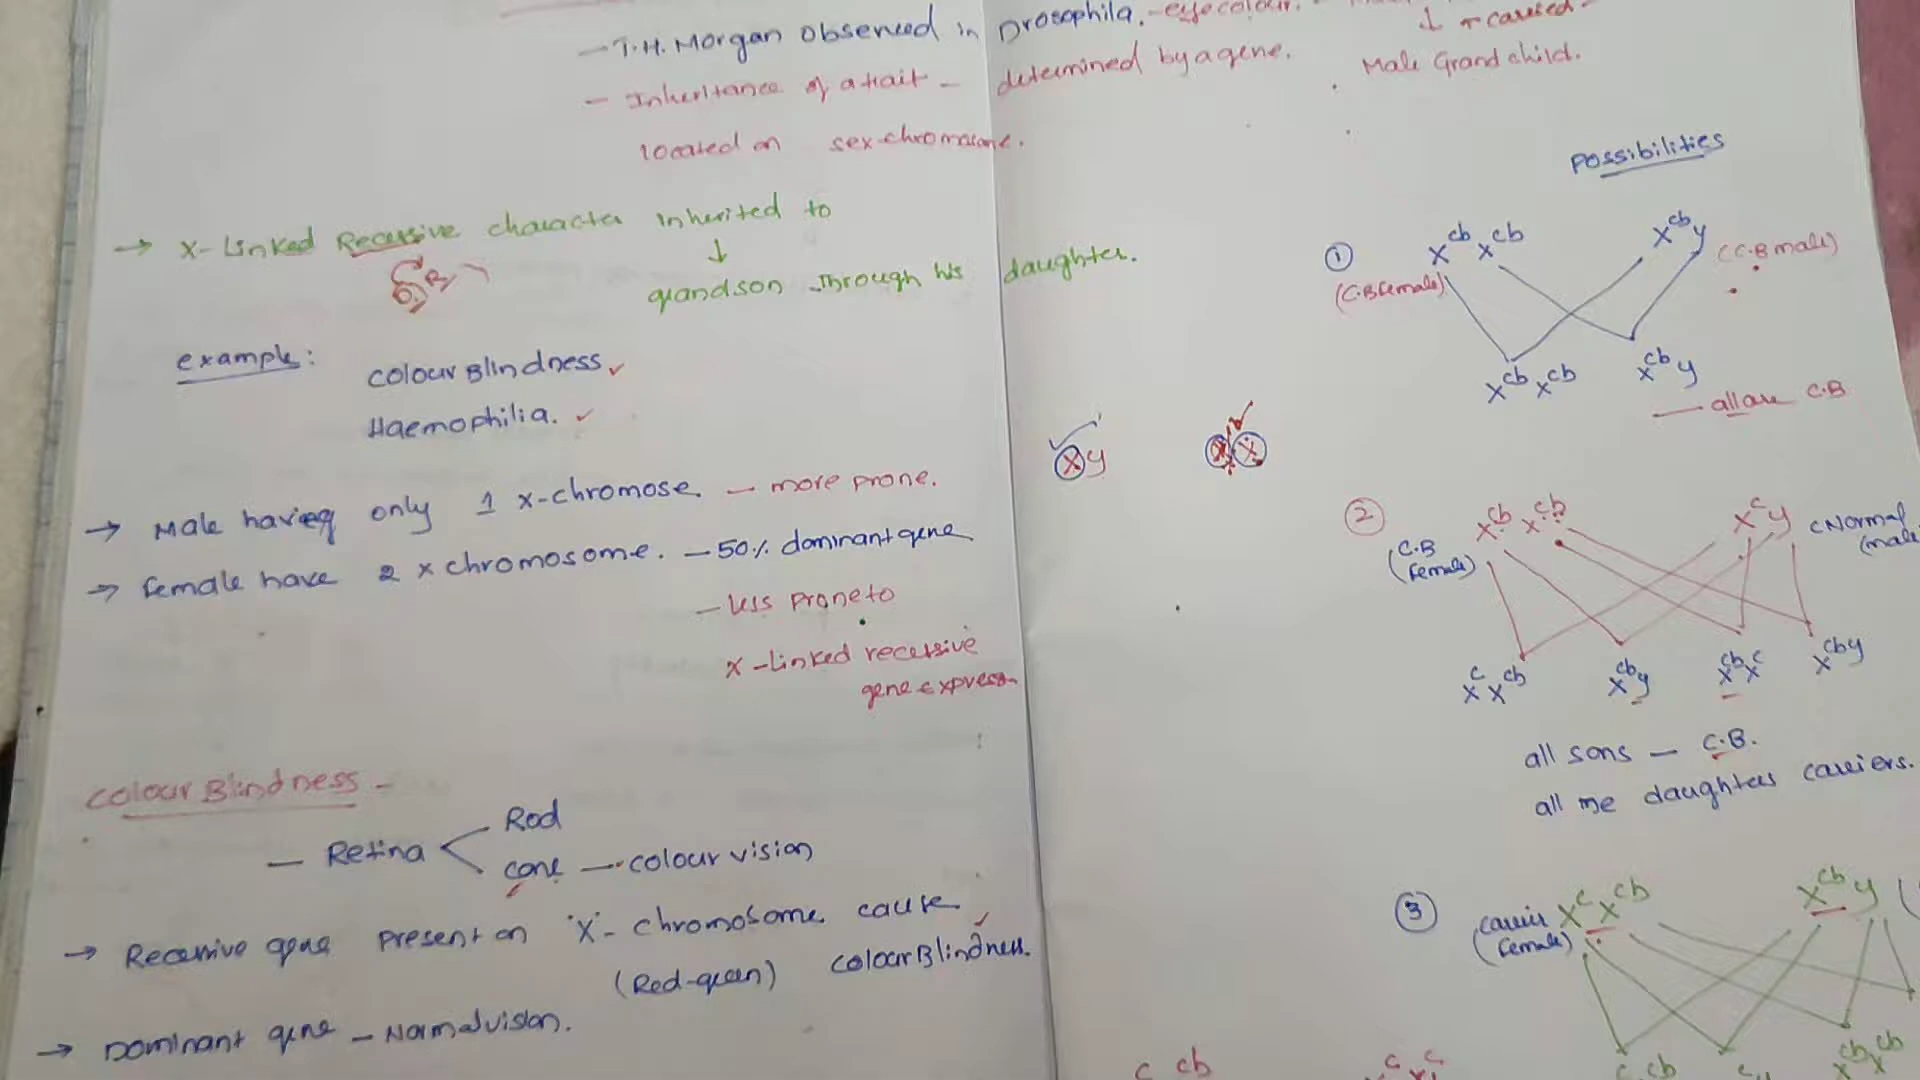 - T.H. Morgan Observed in Drosophila. - eye colour.
- Inheritance of a trait - determined by a gene.
located on sex-chromosome.
→ X-Linked Recessive character inherited to
↓
grandson through his daughter.
example: colour Blindness ✓
Haemophilia. ✓
→ Male having only 1 x-chromose. - more prone.
→ female have 2 x chromosome. - 50% dominant gene
- less prone to
x-linked recessive
gene express
Colour Blindness -
- Retina < Rod
cone - colour vision
→ Recessive gene present on 'X'- chromosome cause
(Red-green) colour Blindness.
→ Dominant gene - Normal vision.
↓
Male Grand child.
Possibilities
① X^cb X^cb X^cb y (C.B male)
(C.B female)
X^cb X^cb X^cb y
- all are C.B
Xy XX
② X^cb X^cb X^c y (Normal
(male
C.B
(female)
X^c X^cb X^cb y X^cb X^c X^cb y
all sons - C.B.
all daughters carriers.
③ carrier X^c X^cb X^cb y
(female)
X^cb X^cb
c cb